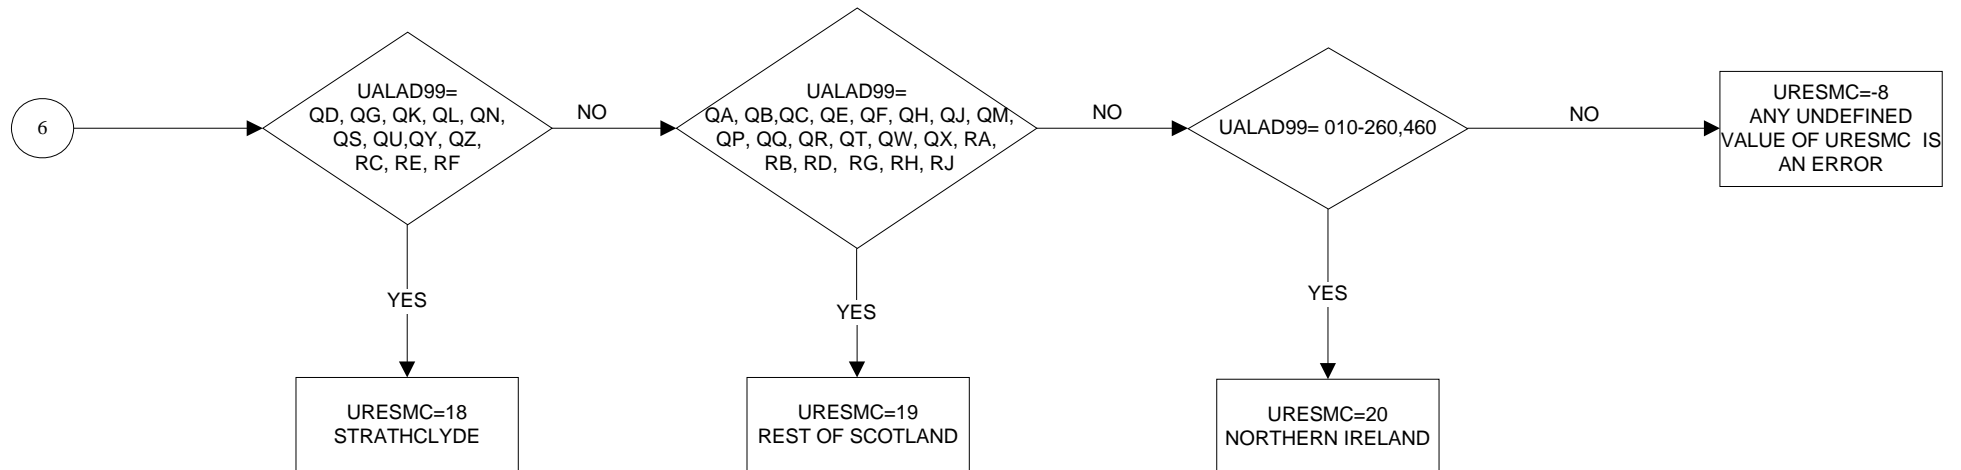 6
UALAD99=
QD, QG, QK, QL, QN,
QS, QU,QY, QZ,
RC, RE, RF
NO
YES
URESMC=18
STRATHCLYDE
UALAD99=
QA, QB,QC, QE, QF, QH, QJ, QM,
QP, QQ, QR, QT, QW, QX, RA,
RB, RD, RG, RH, RJ
NO
YES
URESMC=19
REST OF SCOTLAND
UALAD99= 010-260,460
NO
YES
URESMC=20
NORTHERN IRELAND
URESMC=-8
ANY UNDEFINED
VALUE OF URESMC IS
AN ERROR